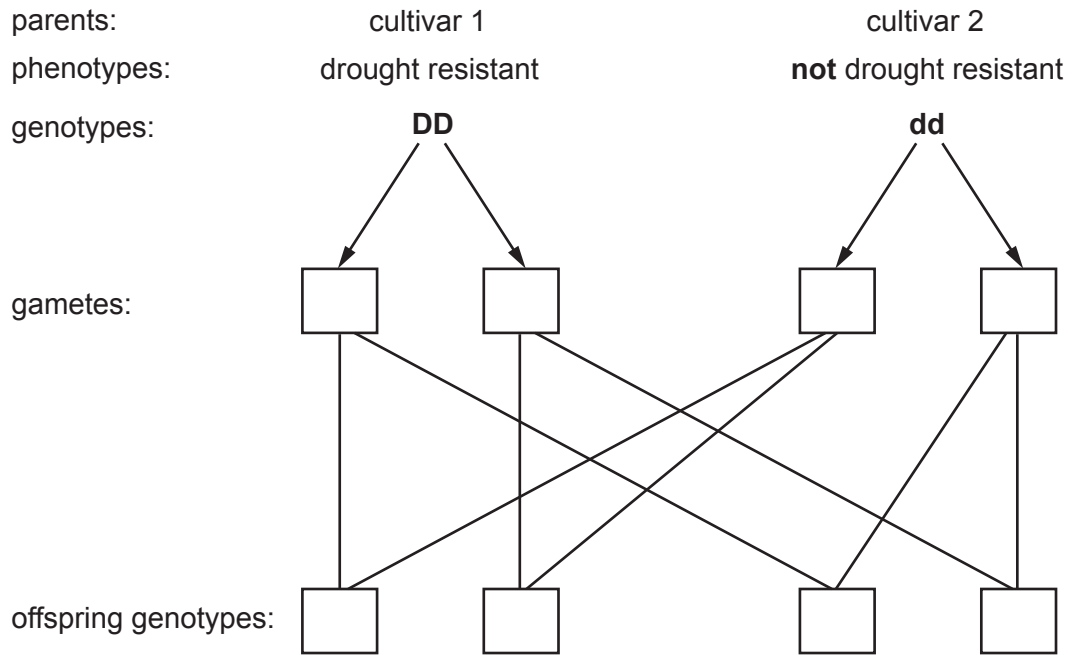 parents: cultivar 1 cultivar 2
phenotypes: drought resistant not drought resistant
genotypes: DD dd
gametes:
offspring genotypes: